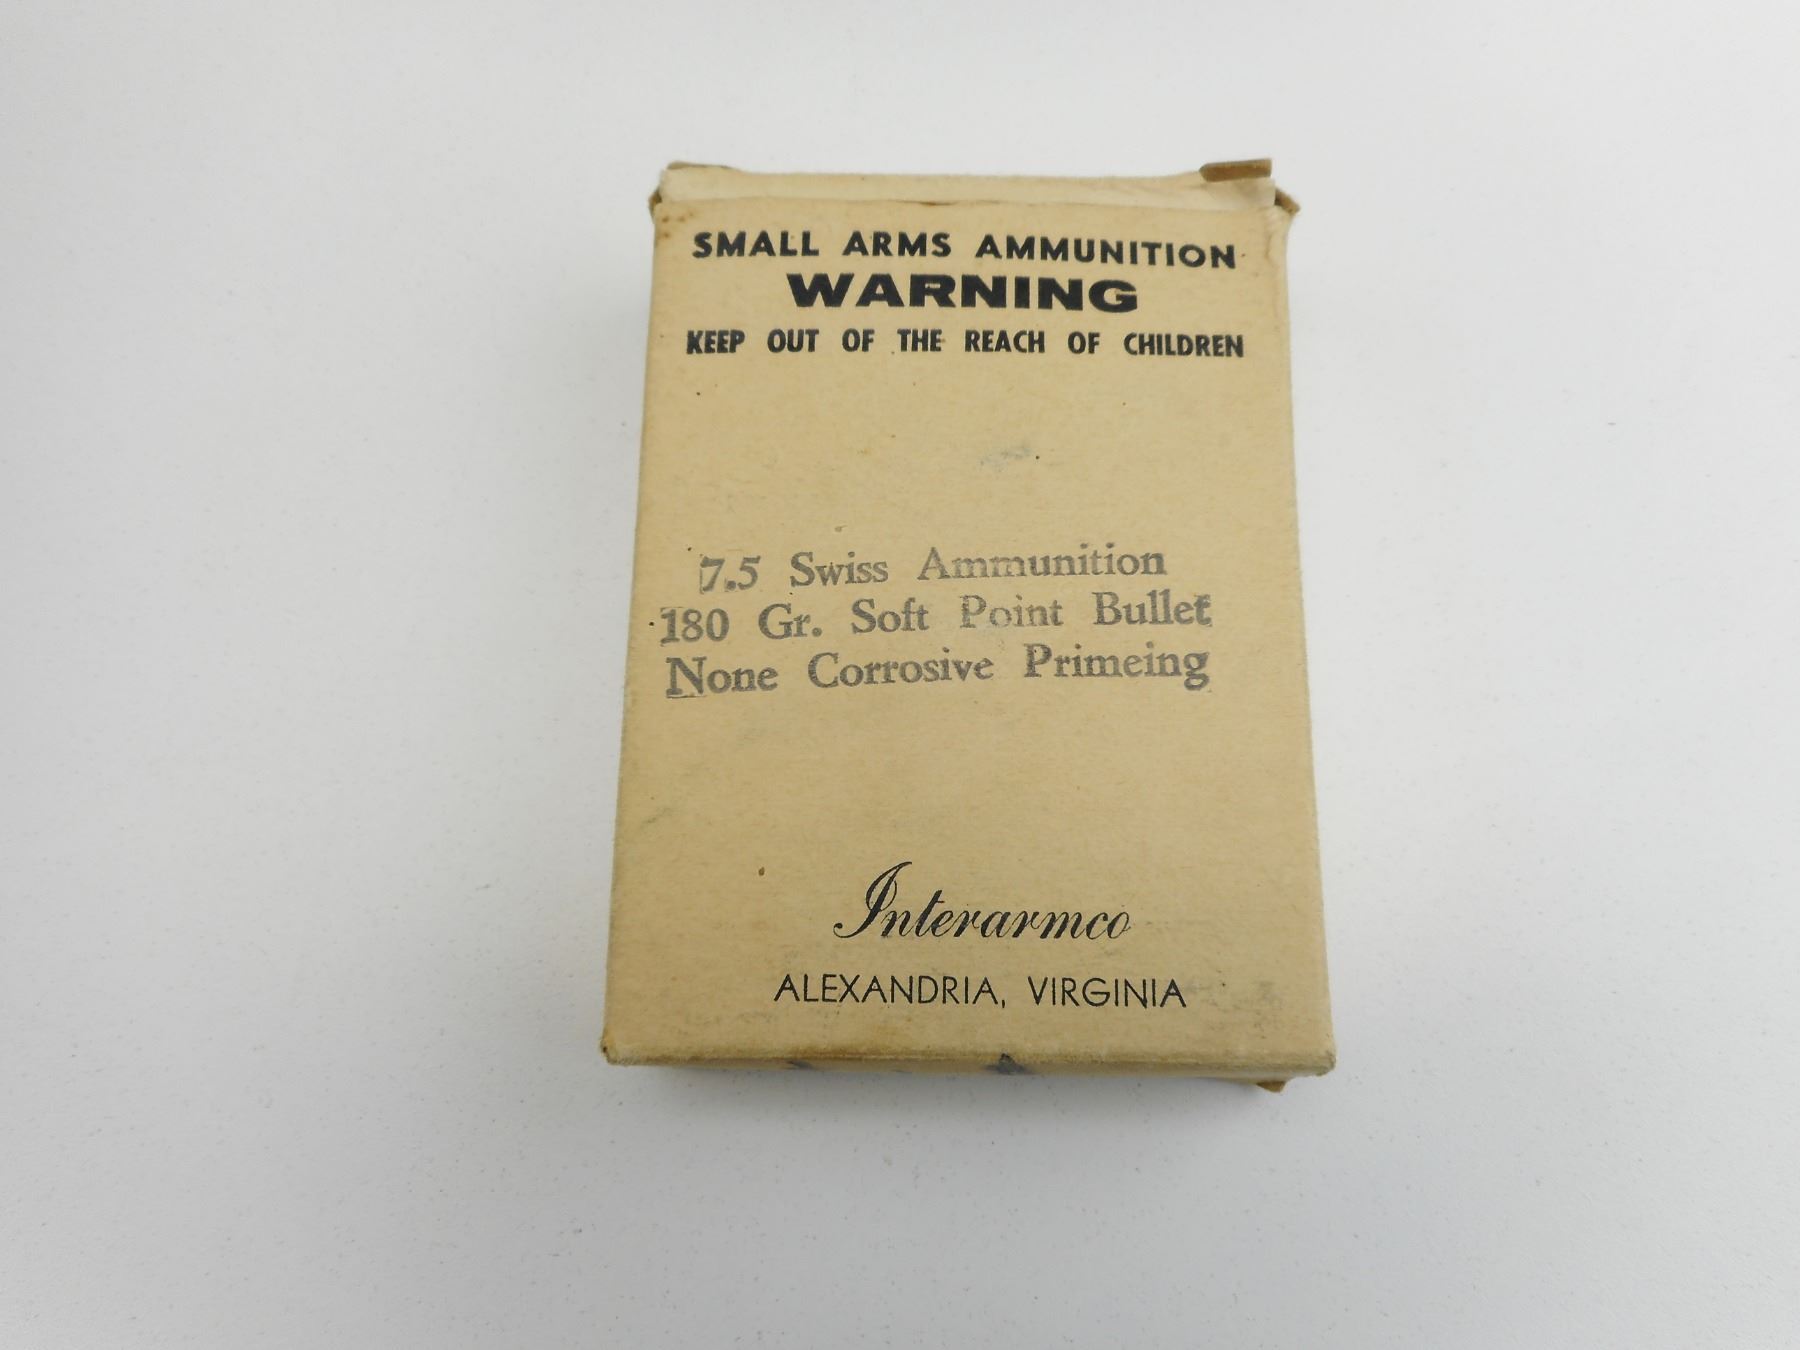 SMALL ARMS AMMUNITION
WARNING
KEEP OUT OF THE REACH OF CHILDREN
7.5 Swiss Ammunition
180 Gr. Soft Point Bullet
None Corrosive Primeing
Interarmco
ALEXANDRIA, VIRGINIA